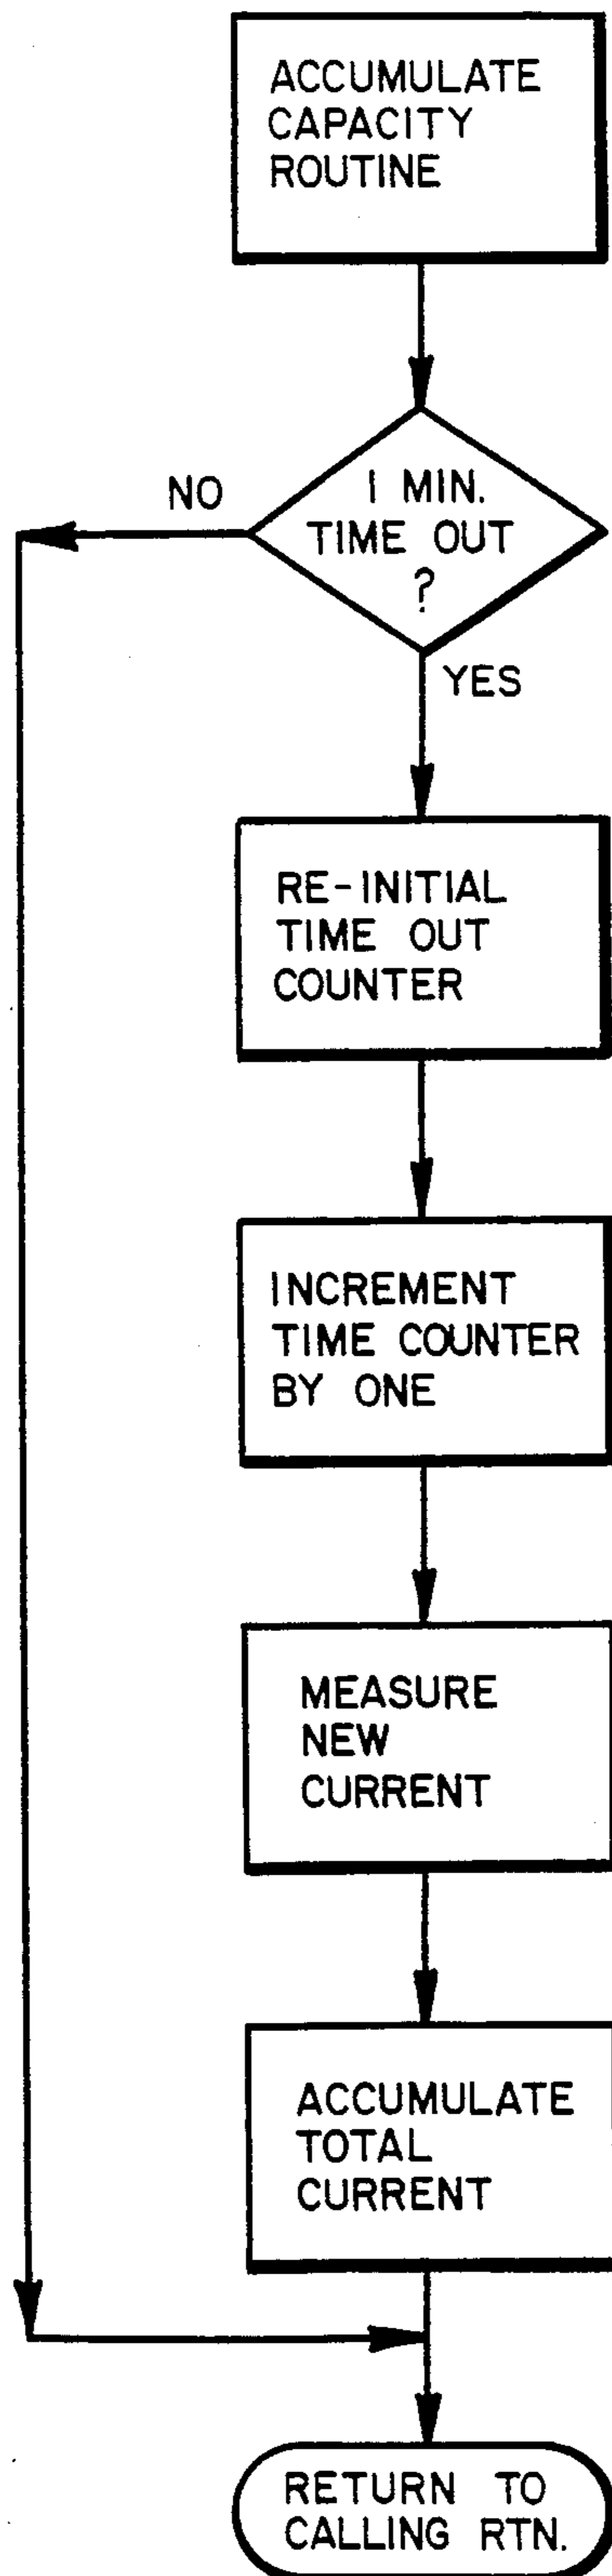 ACCUMULATE
CAPACITY
ROUTINE
1 MIN.
TIME OUT
?
NO
YES
RE-INITIAL
TIME OUT
COUNTER
INCREMENT
TIME COUNTER
BY ONE
MEASURE
NEW
CURRENT
ACCUMULATE
TOTAL
CURRENT
RETURN TO
CALLING RTN.